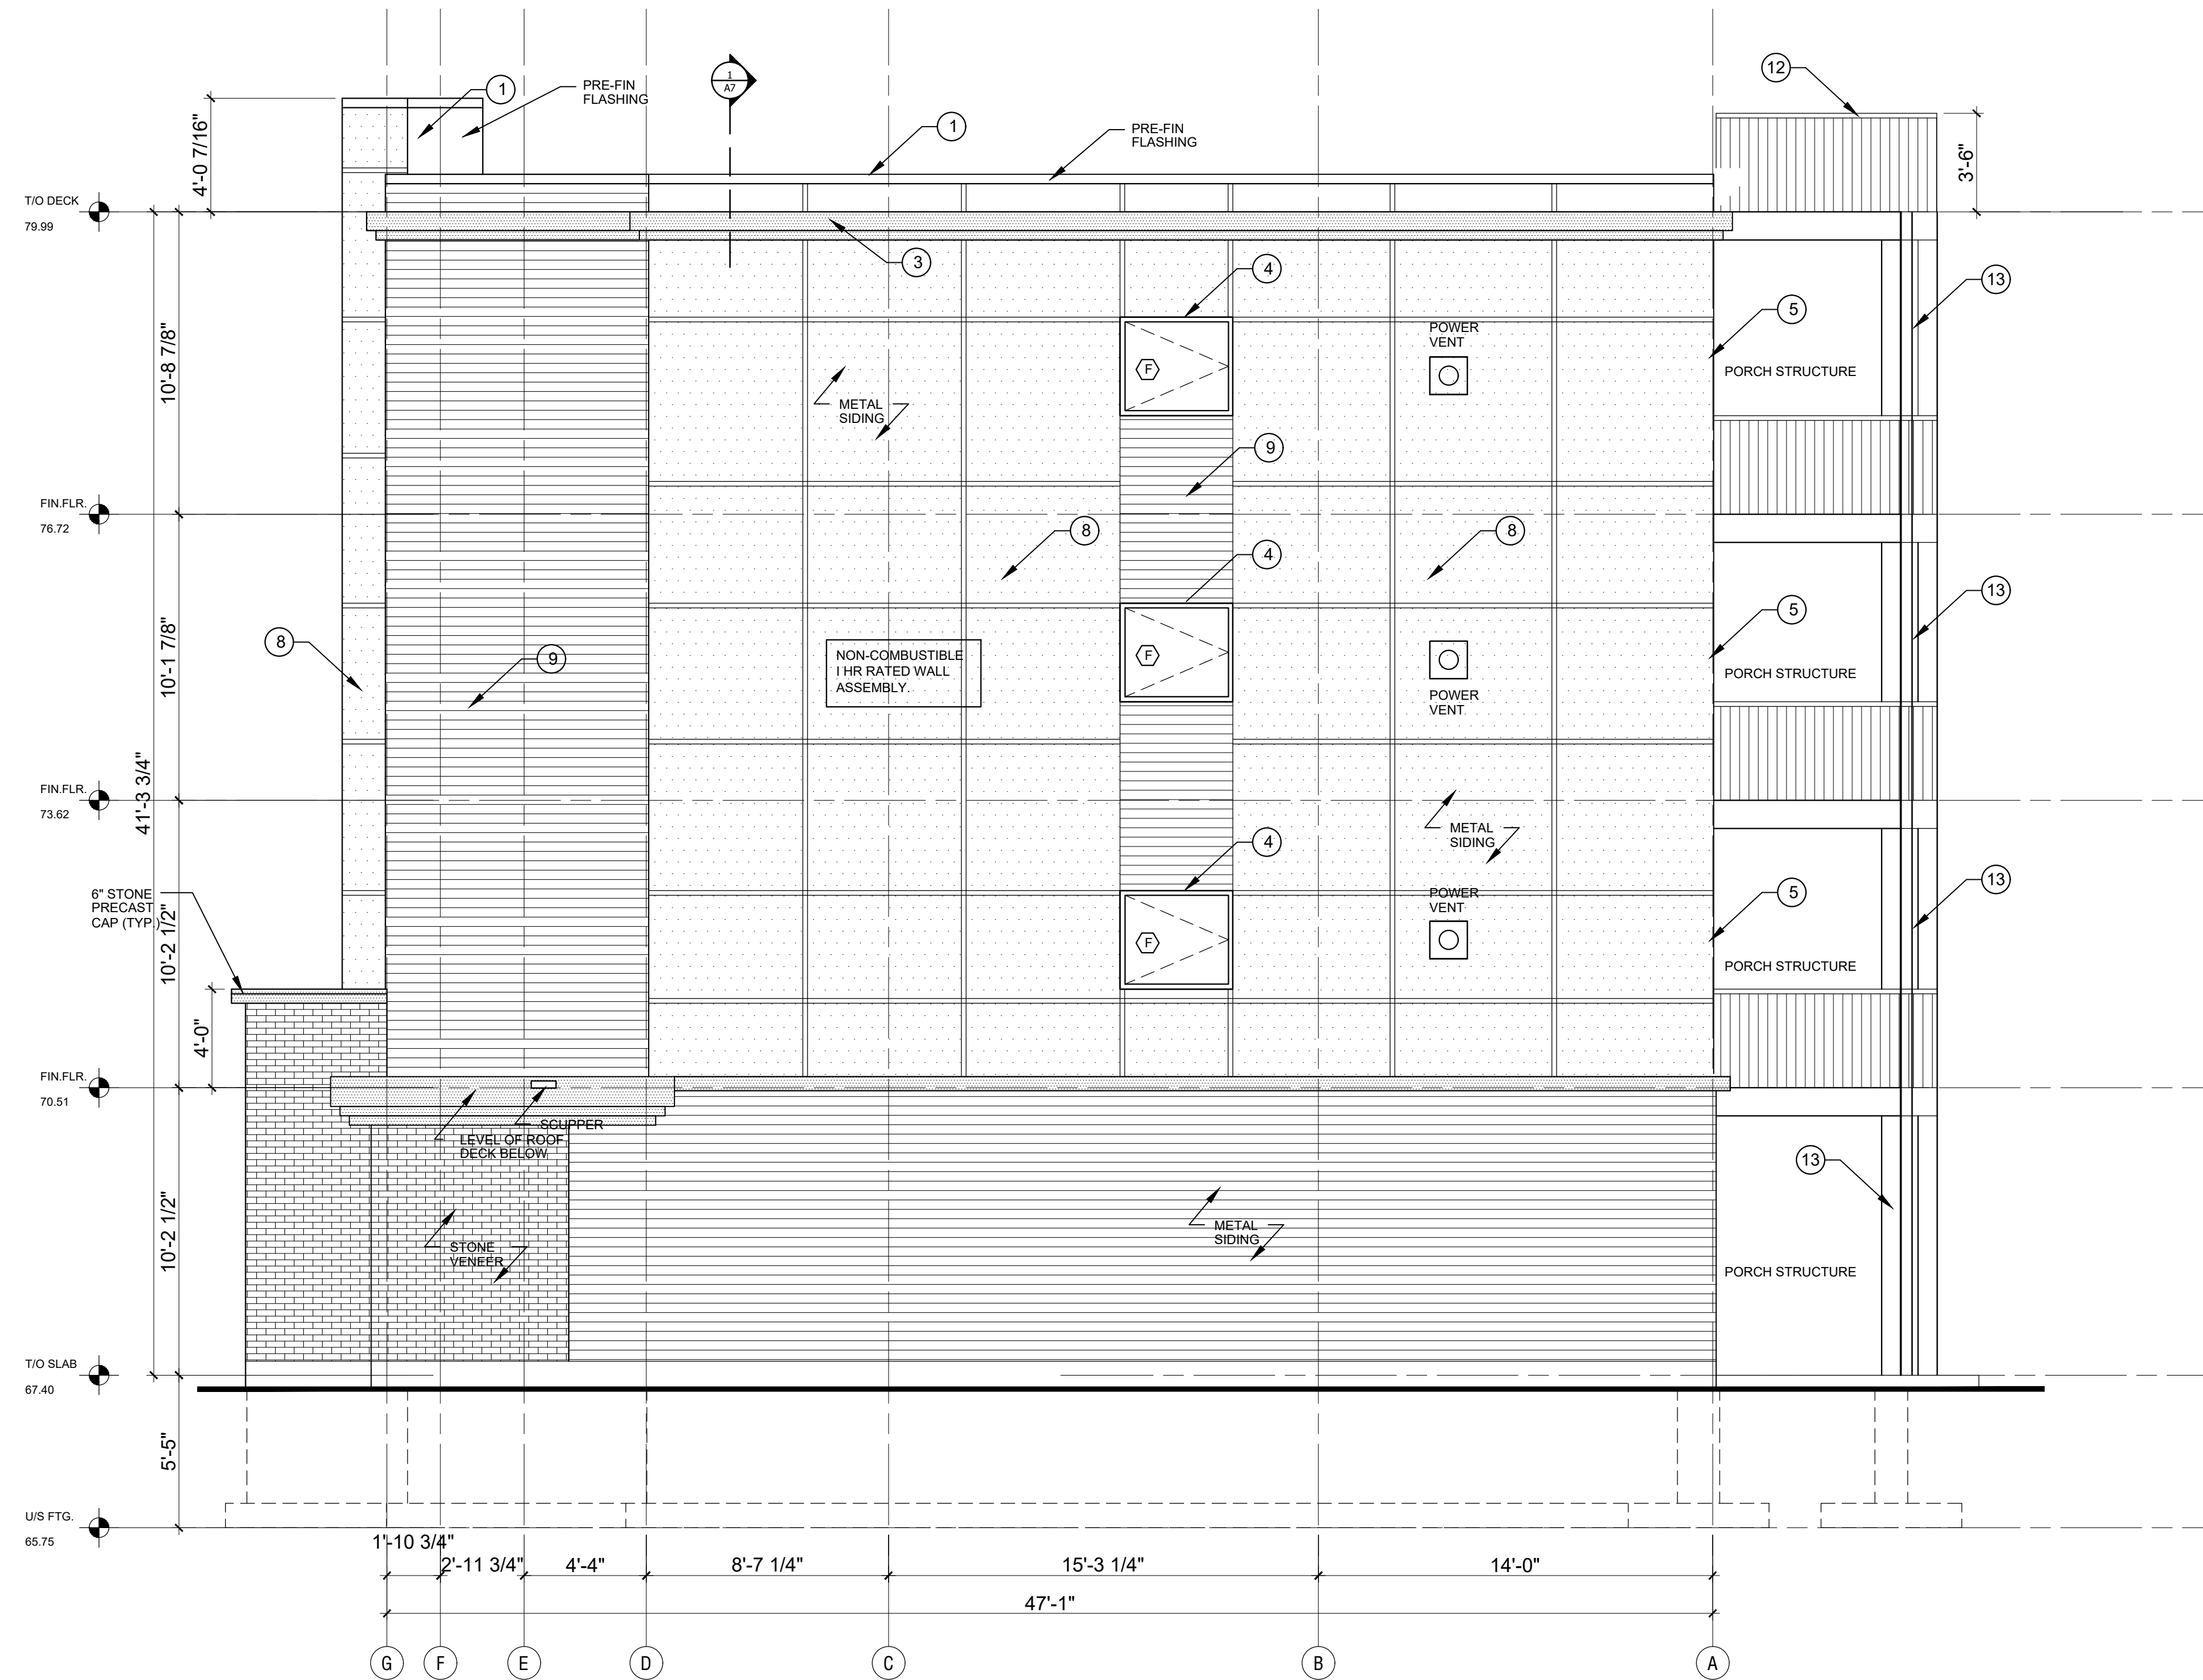 12
1
PRE-FIN
FLASHING
1
A7
1
PRE-FIN
FLASHING
4'-0 7/16"
3'-6"
T/O DECK
79.99
3
4
13
5
POWER
VENT
F
PORCH STRUCTURE
10'-8 7/8"
METAL
SIDING
9
FIN.FLR.
76.72
8
8
4
13
5
10'-1 7/8"
8
9
NON-COMBUSTIBLE
I HR RATED WALL
ASSEMBLY.
F
POWER
VENT
PORCH STRUCTURE
FIN.FLR.
73.62
41'-3 3/4"
METAL
SIDING
4
13
6" STONE
PRECAST
CAP (TYP.)
10'-2 1/2"
POWER
VENT
5
F
PORCH STRUCTURE
4'-0"
FIN.FLR.
70.51
SCUPPER
LEVEL OF ROOF
DECK BELOW
13
10'-2 1/2"
STONE
VENEER
METAL
SIDING
PORCH STRUCTURE
T/O SLAB
67.40
5'-5"
U/S FTG.
65.75
1'-10 3/4"
2'-11 3/4"
4'-4"
8'-7 1/4"
15'-3 1/4"
14'-0"
47'-1"
G
F
E
D
C
B
A